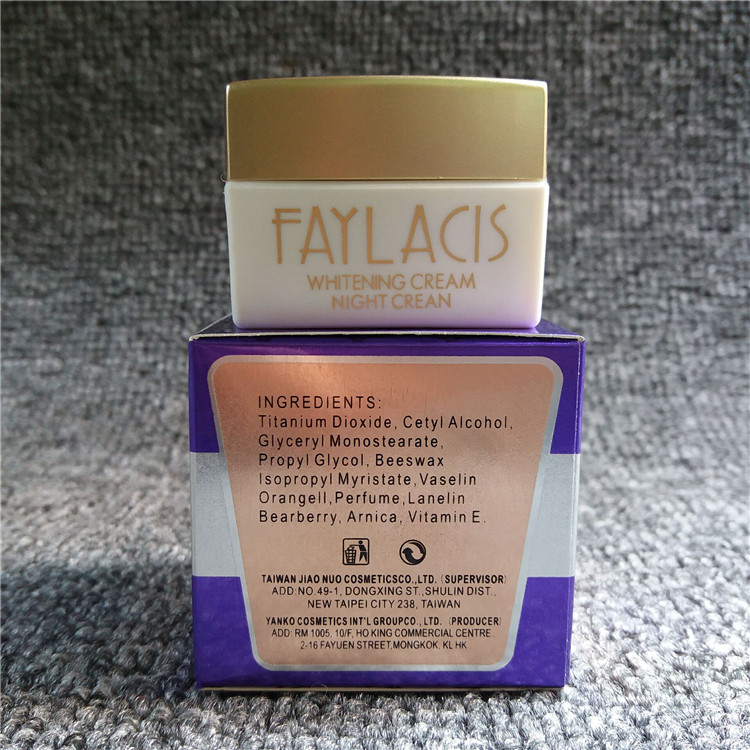 FAYLACIS
WHITENING CREAM
NIGHT CREAN
INGREDIENTS:
Titanium Dioxide, Cetyl Alcohol,
Glyceryl Monostearate,
Propyl Glycol, Beeswax
Isopropyl Myristate,Vaselin
Orangell,Perfume,Lanelin
Bearberry, Arnica, Vitamin E.
TAIWAN JIAO NUO COSMETICSCO.,LTD. (SUPERVISOR)
ADD:NO.49-1, DONGXING ST.,SHULIN DIST.,
NEW TAIPEI CITY 238, TAIWAN
YANKO COSMETICS INT'L GROUPCO., LTD. (PRODUCER)
ADD: RM 1005, 10/F, HO KING COMMERCIAL CENTRE.
2-16 FAYUEN STREET,MONGKOK, KL HK